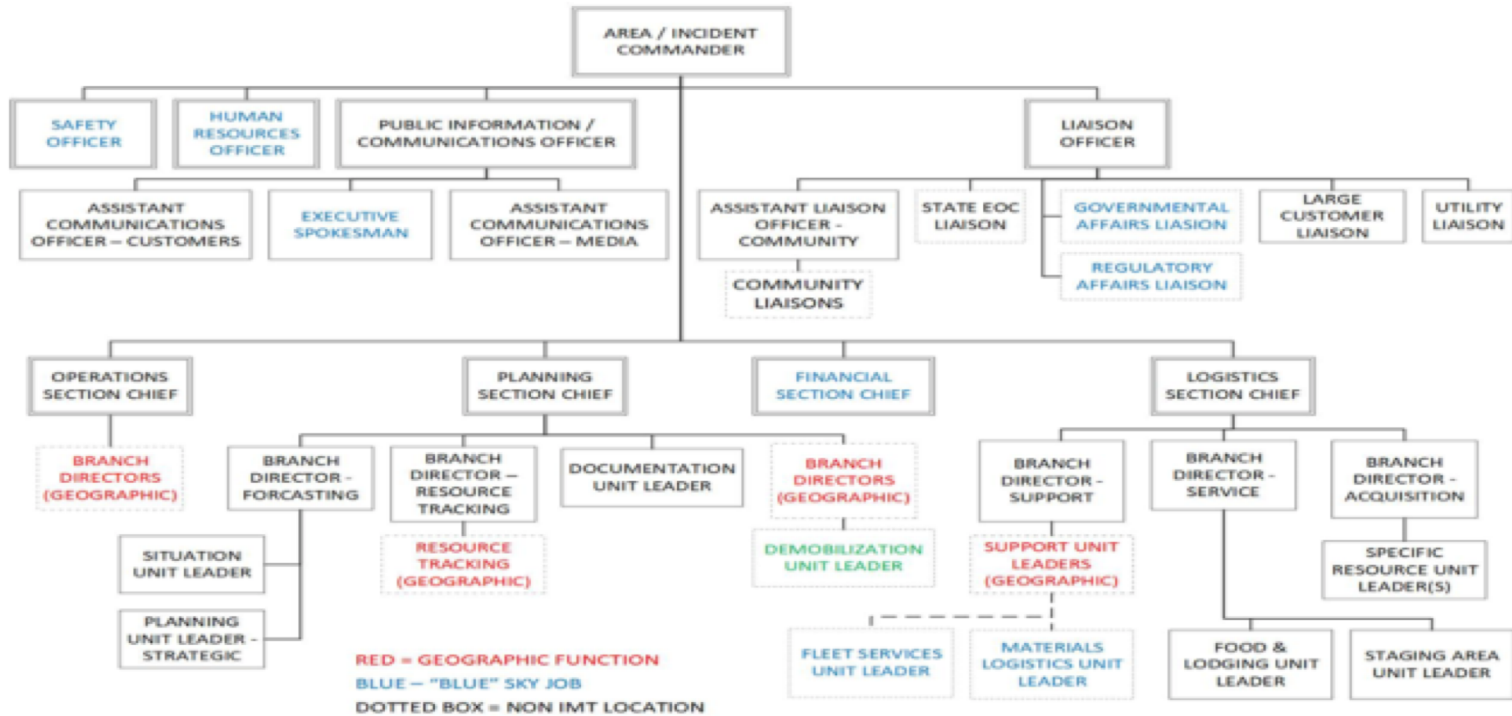 AREA / INCIDENT
COMMANDER
SAFETY
OFFICER
HUMAN
RESOURCES
OFFICER
PUBLIC INFORMATION /
COMMUNICATIONS OFFICER
LIAISON
OFFICER
ASSISTANT
COMMUNICATIONS
OFFICER – CUSTOMERS
EXECUTIVE
SPOKESMAN
ASSISTANT
COMMUNICATIONS
OFFICER – MEDIA
ASSISTANT LIAISON
OFFICER -
COMMUNITY
STATE EOC
LIAISON
GOVERNMENTAL
AFFAIRS LIASION
LARGE
CUSTOMER
LIAISON
UTILITY
LIAISON
COMMUNITY
LIAISONS
REGULATORY
AFFAIRS LIAISON
OPERATIONS
SECTION CHIEF
PLANNING
SECTION CHIEF
FINANCIAL
SECTION CHIEF
LOGISTICS
SECTION CHIEF
BRANCH
DIRECTORS
(GEOGRAPHIC)
BRANCH
DIRECTOR -
FORCASTING
BRANCH
DIRECTOR –
RESOURCE
TRACKING
DOCUMENTATION
UNIT LEADER
BRANCH
DIRECTORS
(GEOGRAPHIC)
BRANCH
DIRECTOR -
SUPPORT
BRANCH
DIRECTOR -
SERVICE
BRANCH
DIRECTOR -
ACQUISITION
SITUATION
UNIT LEADER
RESOURCE
TRACKING
(GEOGRAPHIC)
DEMOBILIZATION
UNIT LEADER
SUPPORT UNIT
LEADERS
(GEOGRAPHIC)
SPECIFIC
RESOURCE UNIT
LEADER(S)
PLANNING
UNIT LEADER -
STRATEGIC
FLEET SERVICES
UNIT LEADER
MATERIALS
LOGISTICS UNIT
LEADER
FOOD &
LODGING UNIT
LEADER
STAGING AREA
UNIT LEADER
RED = GEOGRAPHIC FUNCTION
BLUE – "BLUE" SKY JOB
DOTTED BOX = NON IMT LOCATION